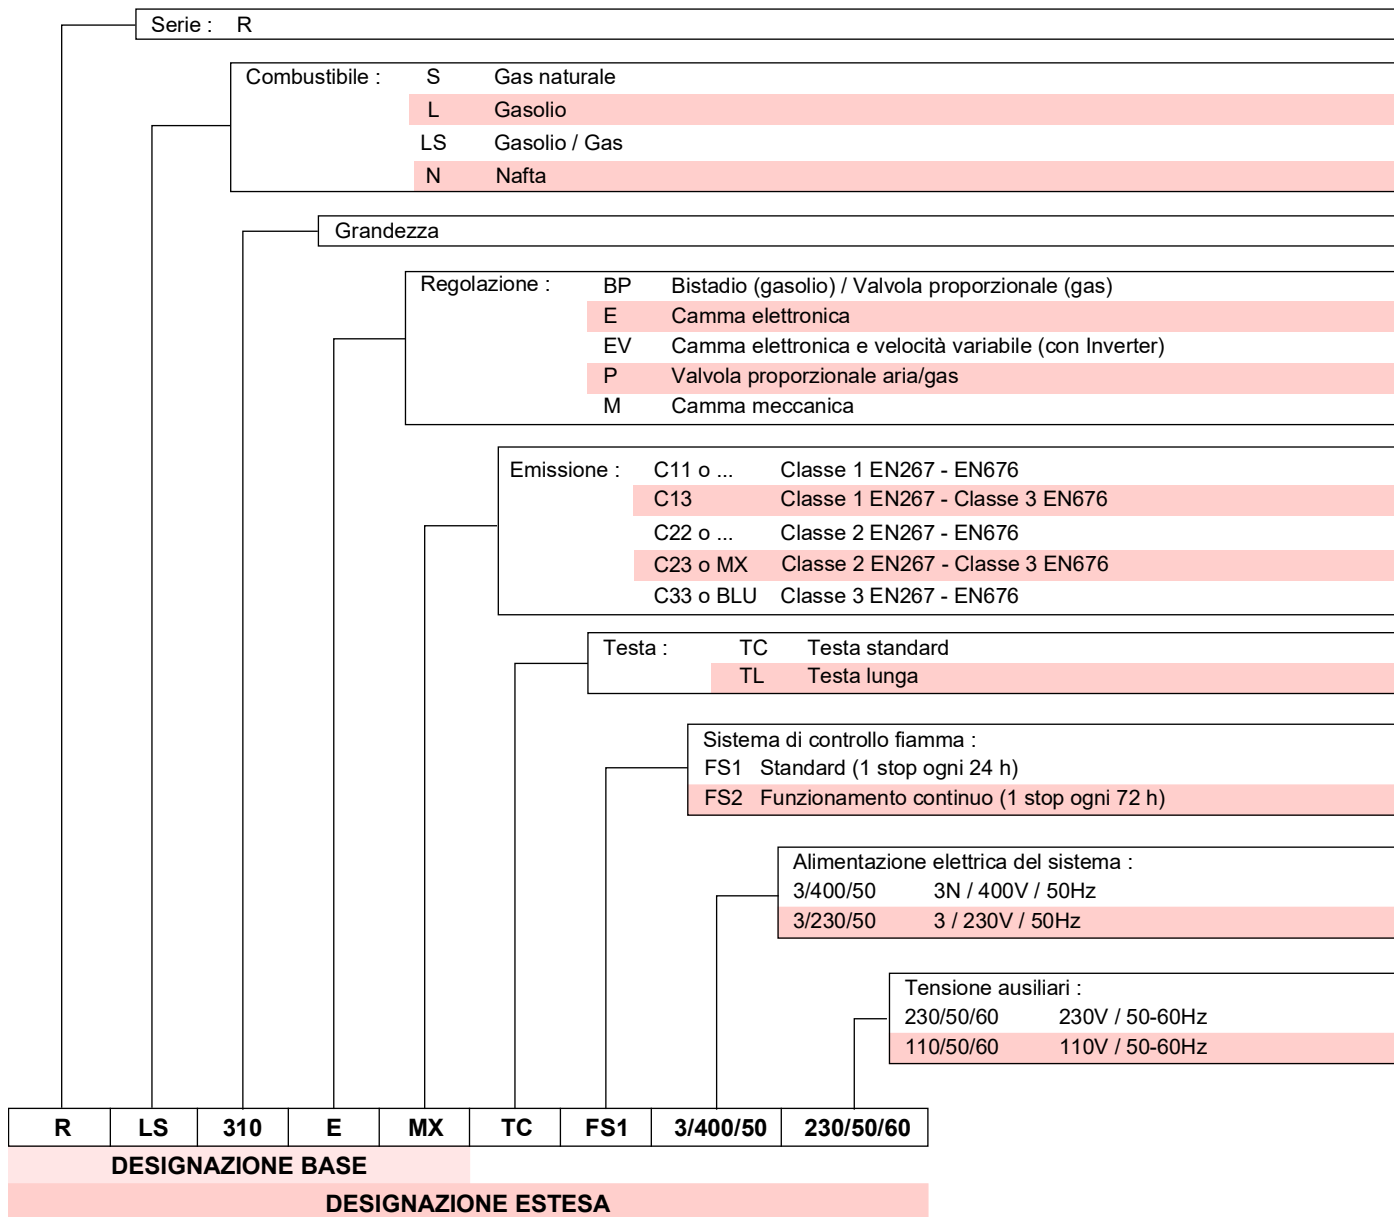 Serie : R
Combustibile : S Gas naturale
L Gasolio
LS Gasolio / Gas
N Nafta
Grandezza
Regolazione : BP Bistadio (gasolio) / Valvola proporzionale (gas)
E Camma elettronica
EV Camma elettronica e velocità variabile (con Inverter)
P Valvola proporzionale aria/gas
M Camma meccanica
Emissione : C11 o ... Classe 1 EN267 - EN676
C13 Classe 1 EN267 - Classe 3 EN676
C22 o ... Classe 2 EN267 - EN676
C23 o MX Classe 2 EN267 - Classe 3 EN676
C33 o BLU Classe 3 EN267 - EN676
Testa : TC Testa standard
TL Testa lunga
Sistema di controllo fiamma :
FS1 Standard (1 stop ogni 24 h)
FS2 Funzionamento continuo (1 stop ogni 72 h)
Alimentazione elettrica del sistema :
3/400/50 3N / 400V / 50Hz
3/230/50 3 / 230V / 50Hz
Tensione ausiliari :
230/50/60 230V / 50-60Hz
110/50/60 110V / 50-60Hz
R LS 310 E MX TC FS1 3/400/50 230/50/60
DESIGNAZIONE BASE
DESIGNAZIONE ESTESA